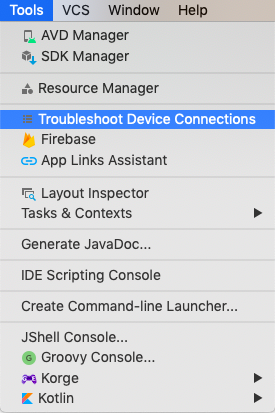 Tools VCS Window Help
AVD Manager
SDK Manager
Resource Manager
Troubleshoot Device Connections
Firebase
App Links Assistant
Layout Inspector
Tasks & Contexts
Generate JavaDoc...
IDE Scripting Console
Create Command-line Launcher...
JShell Console...
G Groovy Console...
Korge
Kotlin